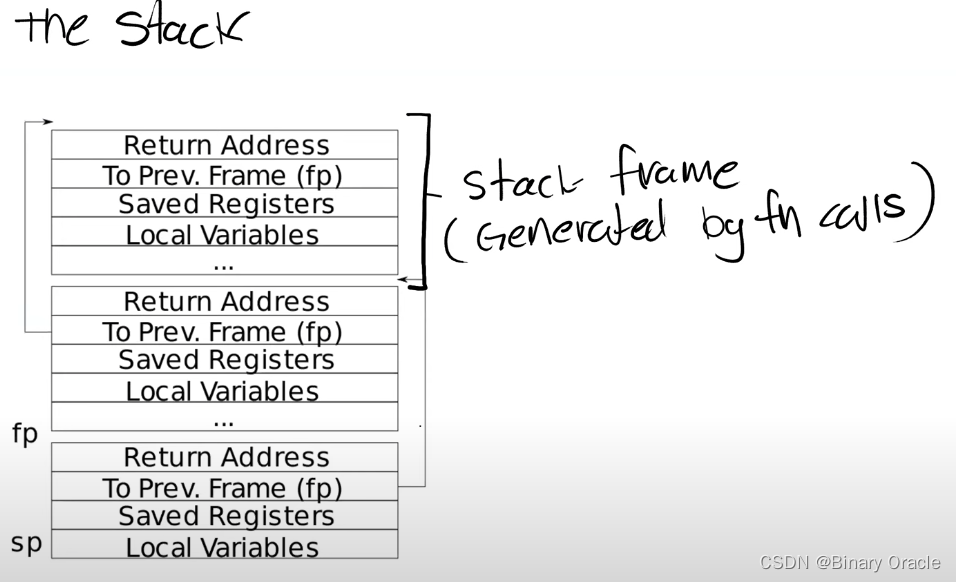 the Stack
Return Address
To Prev. Frame (fp)
Saved Registers
Local Variables
...
Stack frame
(Generated by fn calls)
Return Address
To Prev. Frame (fp)
Saved Registers
Local Variables
...
fp
Return Address
To Prev. Frame (fp)
Saved Registers
sp
Local Variables
CSDN @Binary Oracle